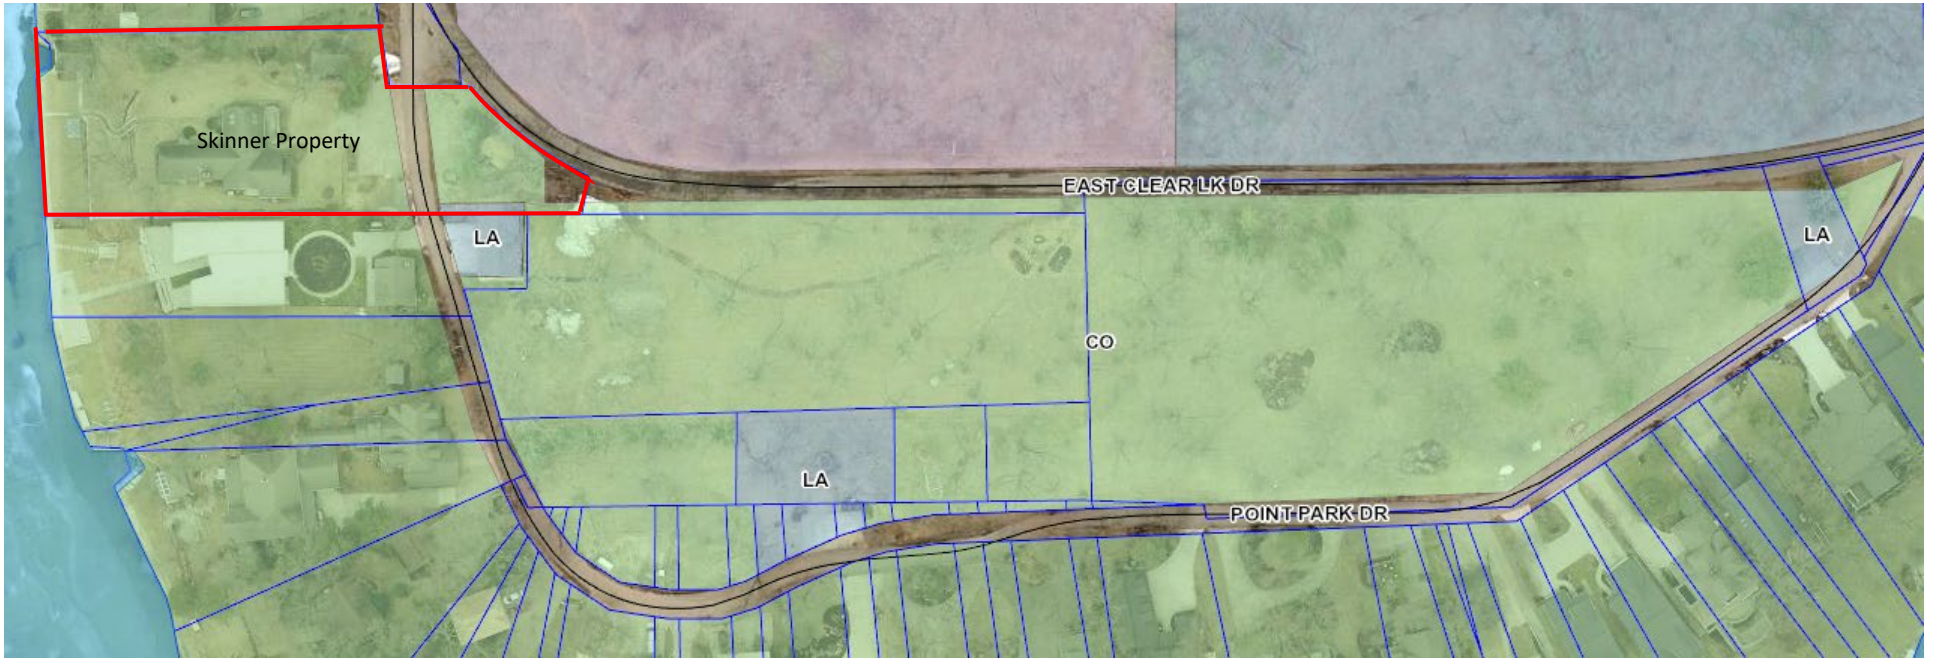 Skinner Property
EAST CLEAR LK DR
LA
LA
CO
LA
POINT PARK DR